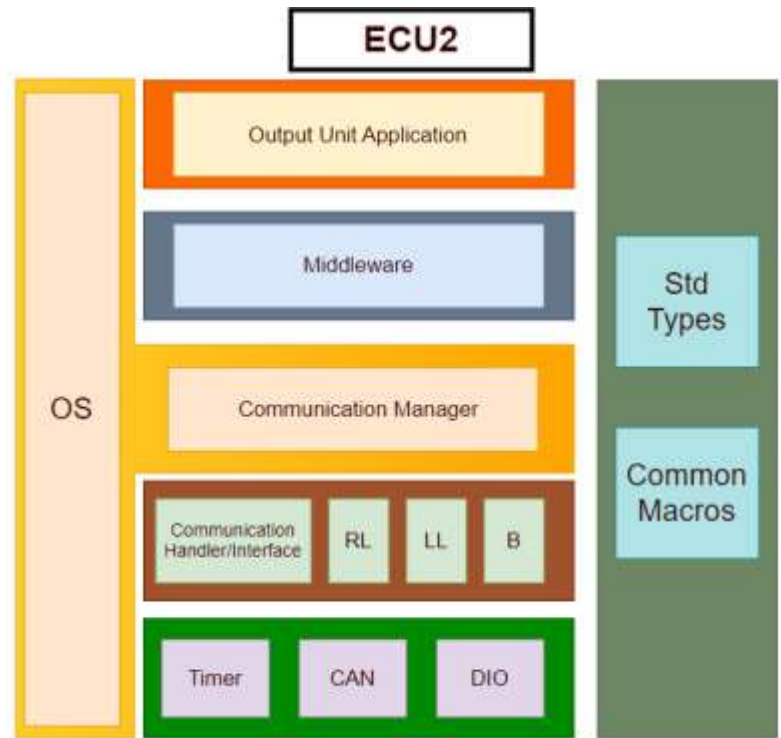 ECU2
Output Unit Application
Middleware
OS
Communication Manager
Communication
Handler/Interface
RL
LL
B
Timer
CAN
DIO
Std
Types
Common
Macros